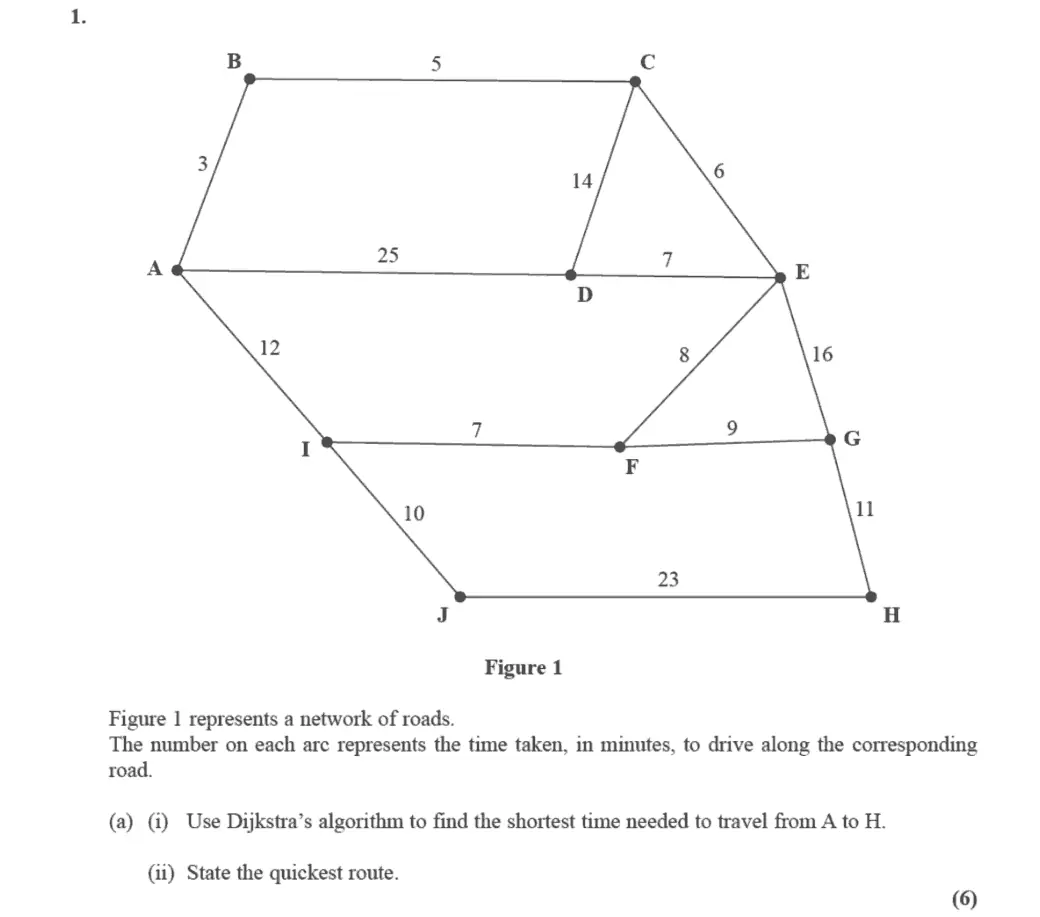 1.
B
5
C
3
14
6
A
25
7
E
D
12
8
16
7
9
G
I
F
10
11
23
J
H
Figure 1
Figure 1 represents a network of roads.
The number on each arc represents the time taken, in minutes, to drive along the corresponding
road.
(a) (i) Use Dijkstra’s algorithm to find the shortest time needed to travel from A to H.
(ii) State the quickest route.
(6)